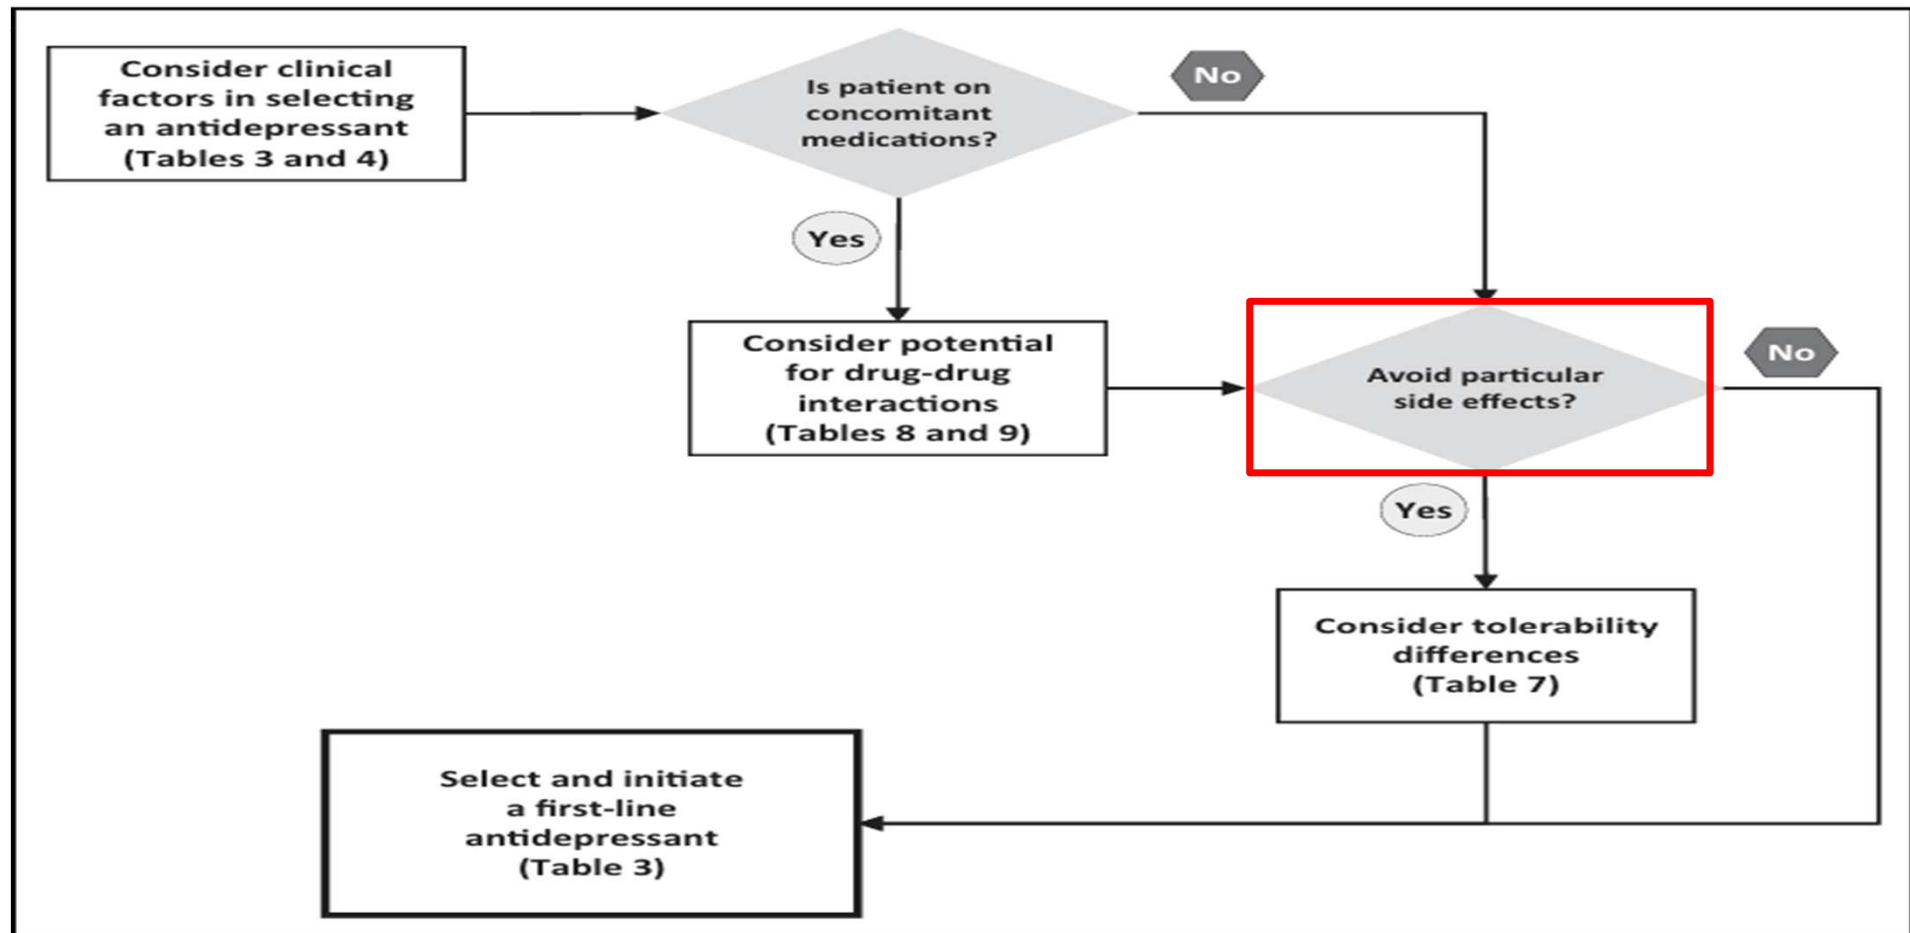 Consider clinical
factors in selecting
an antidepressant
(Tables 3 and 4)
Is patient on
concomitant
medications?
No
Yes
Consider potential
for drug-drug
interactions
(Tables 8 and 9)
Avoid particular
side effects?
No
Yes
Consider tolerability
differences
(Table 7)
Select and initiate
a first-line
antidepressant
(Table 3)